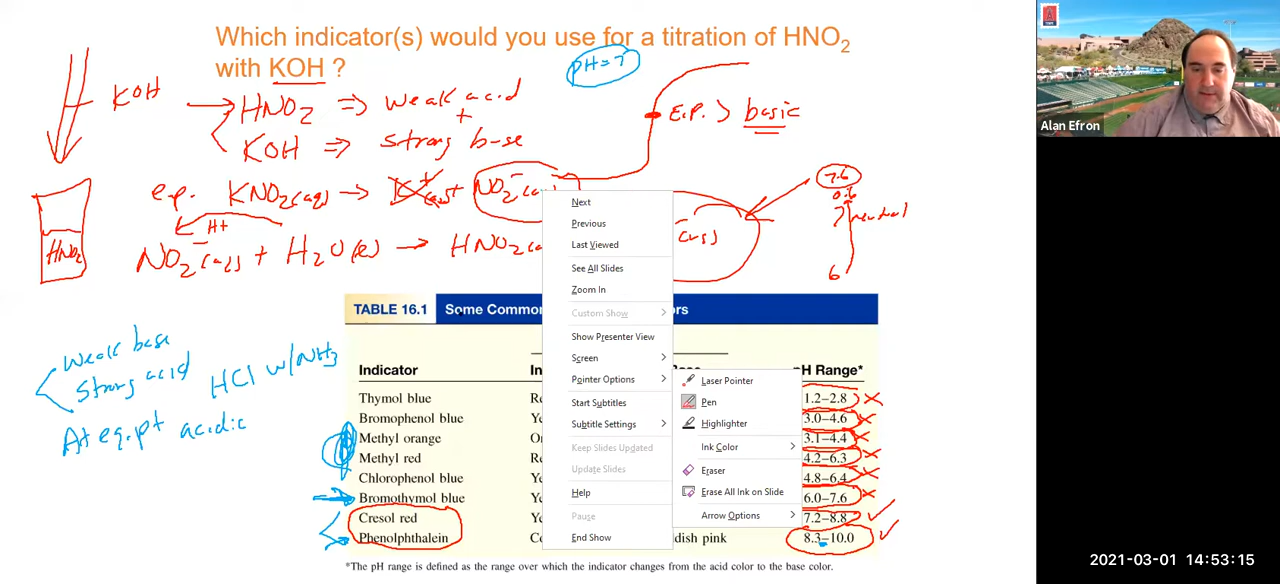 Which indicator(s) would you use for a titration of HNO2
with KOH ?
pH = 7
KOH
HNO2 ⇒ weak acid
+
KOH ⇒ strong base
E.P. > basic
e.p. KNO2(aq) → K+(aq) + NO2-
H+
NO2-(aq) + H2O(l) → HNO2
HNO2
7.6
neutral
6
Weak base
Strong acid HCl w/NH3
At eq.pt acidic
Alan Efron
Next
Previous
Last Viewed
See All Slides
Zoom In
Custom Show
Show Presenter View
Screen
Pointer Options
Start Subtitles
Subtitle Settings
Keep Slides Updated
Update Slides
Help
Pause
End Show
Laser Pointer
Pen
Highlighter
Ink Color
Eraser
Erase All Ink on Slide
Arrow Options
TABLE 16.1 Some Common
Indicator pH Range*
Thymol blue 1.2–2.8
Bromophenol blue 3.0–4.6
Methyl orange 3.1–4.4
Methyl red 4.2–6.3
Chlorophenol blue 4.8–6.4
Bromothymol blue 6.0–7.6
Cresol red 7.2–8.8
Phenolphthalein dish pink 8.3–10.0
*The pH range is defined as the range over which the indicator changes from the acid color to the base color.
2021-03-01 14:53:15